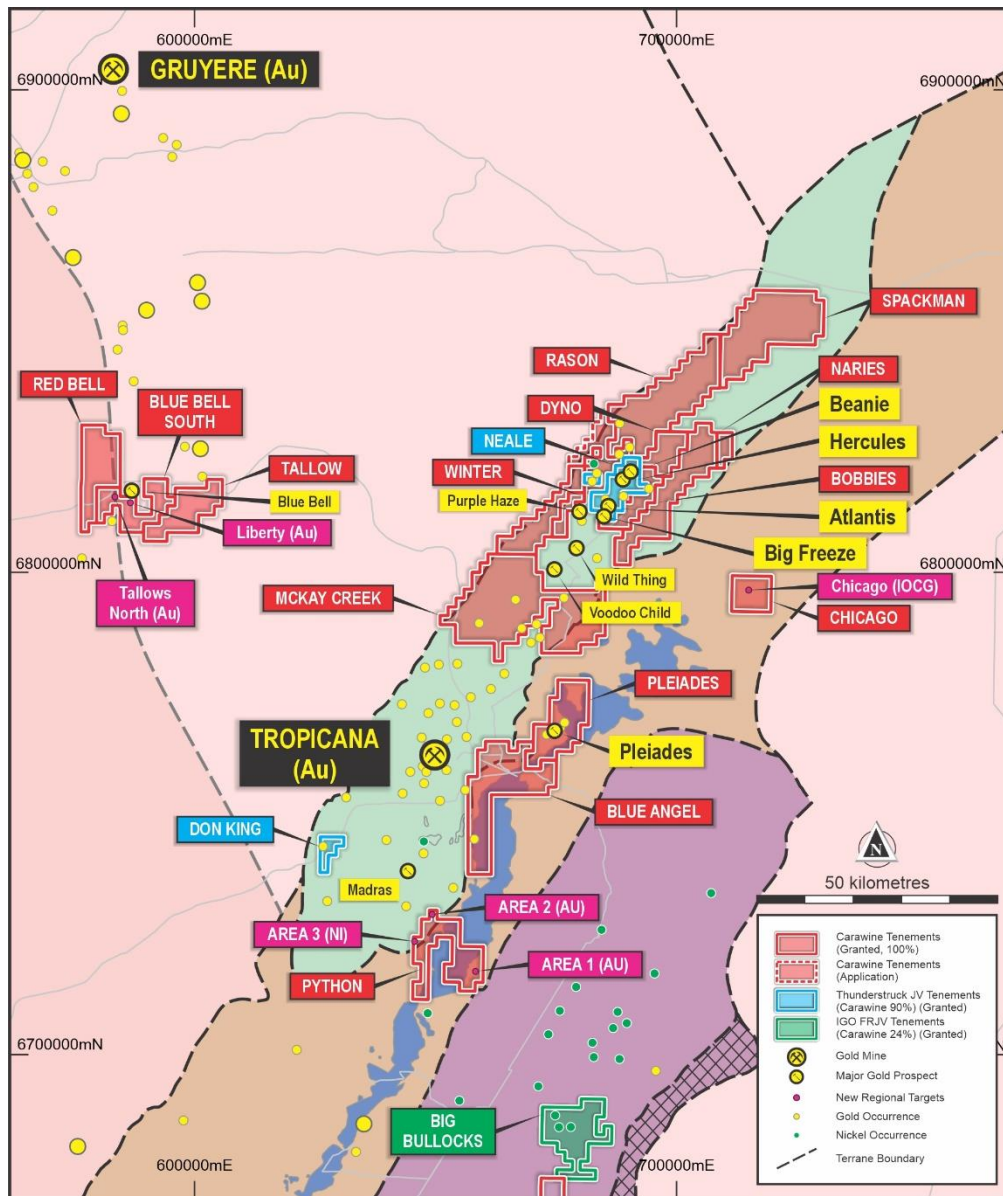 600000mE
700000mE
6900000mN
GRUYERE (Au)
6900000mN
SPACKMAN
RASON
RED BELL
NARIES
BLUE BELL
SOUTH
DYNO
Beanie
NEALE
Hercules
TALLOW
WINTER
BOBBIES
Blue Bell
Purple Haze
Atlantis
Liberty (Au)
Big Freeze
6800000mN
Wild Thing
6800000mN
Tallows
North (Au)
MCKAY CREEK
Chicago (IOCG)
Voodoo Child
CHICAGO
PLEIADES
TROPICANA
(Au)
Pleiades
BLUE ANGEL
DON KING
N
50 kilometres
Madras
AREA 2 (AU)
AREA 3 (NI)
AREA 1 (AU)
PYTHON
Carawine Tenements
(Granted, 100%)
Carawine Tenements
(Application)
Thunderstruck JV Tenements
(Carawine 90%) (Granted)
IGO FRJV Tenements
(Carawine 24%) (Granted)
Gold Mine
Major Gold Prospect
New Regional Targets
Gold Occurrence
Nickel Occurrence
Terrane Boundary
6700000mN
BIG
BULLOCKS
600000mE
700000mE